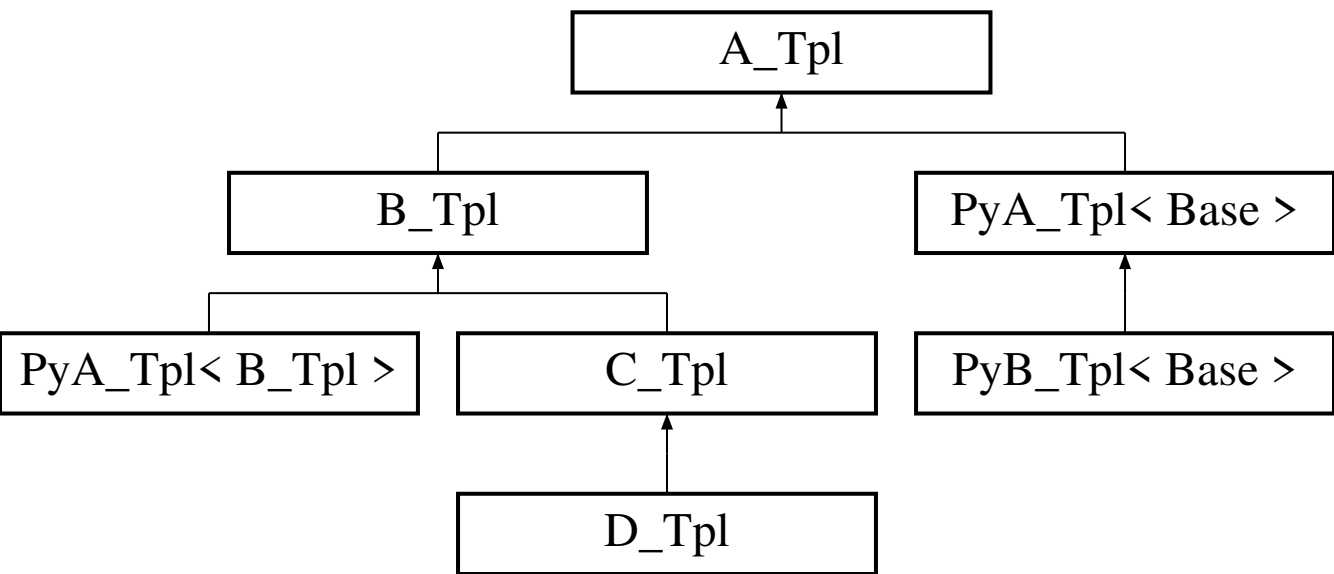 A_Tpl
B_Tpl
PyA_Tpl< Base >
PyA_Tpl< B_Tpl >
C_Tpl
PyB_Tpl< Base >
D_Tpl